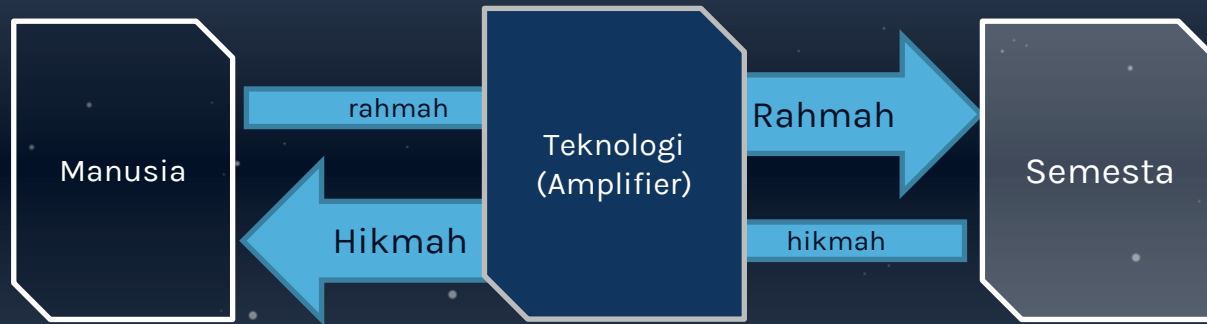 Manusia
rahmah
Hikmah
Teknologi
(Amplifier)
Rahmah
hikmah
Semesta